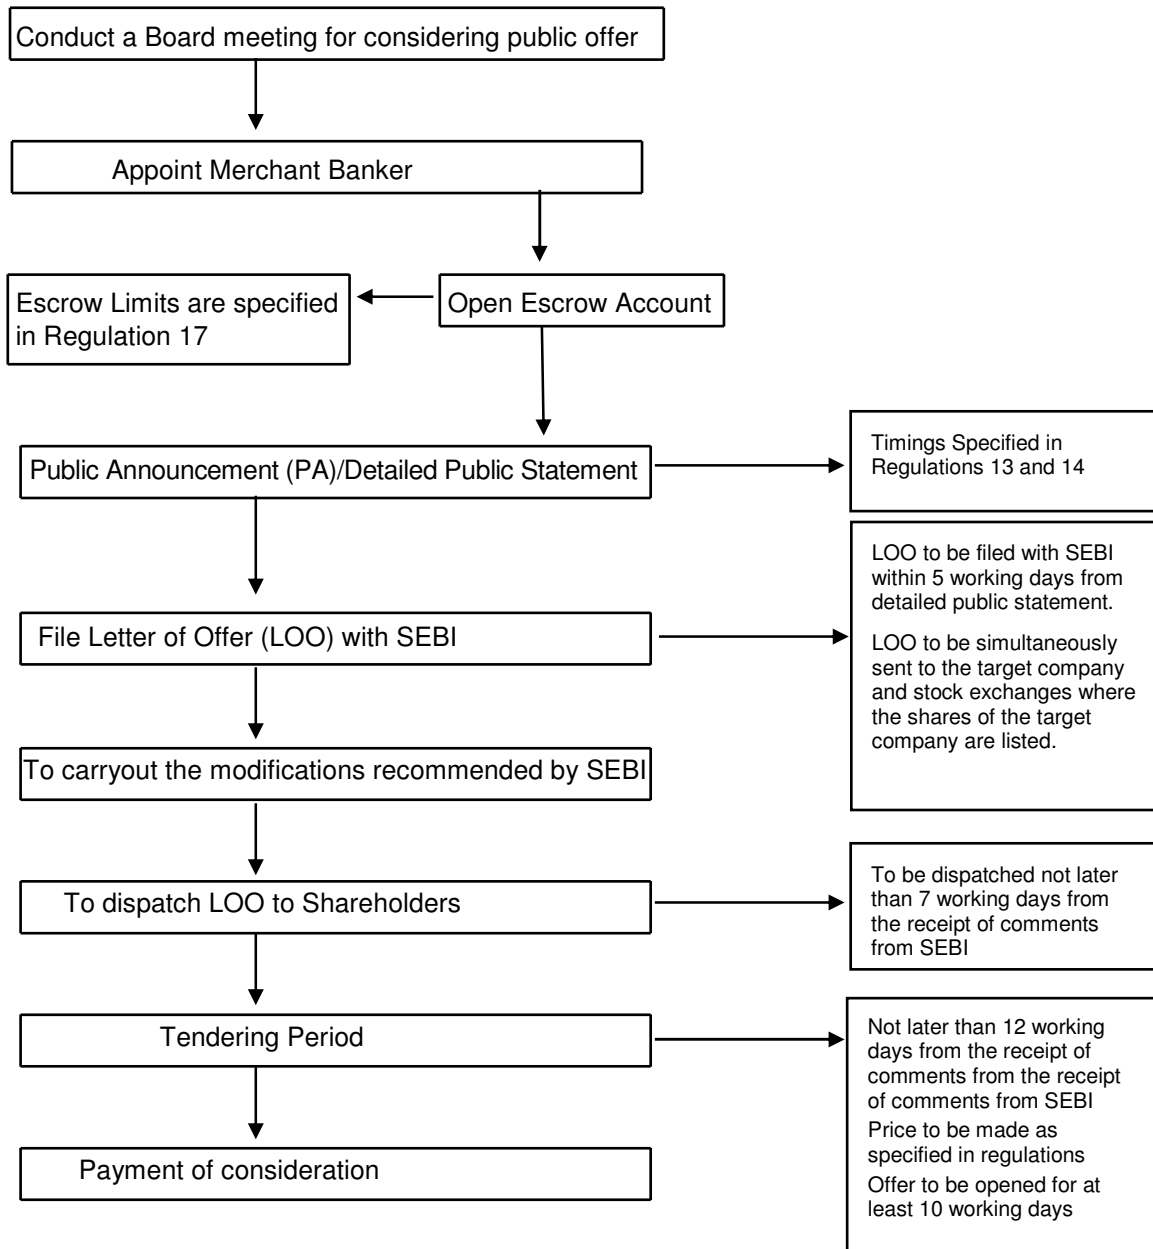 Conduct a Board meeting for considering public offer
Appoint Merchant Banker
Escrow Limits are specified
in Regulation 17
Open Escrow Account
Public Announcement (PA)/Detailed Public Statement
Timings Specified in
Regulations 13 and 14
File Letter of Offer (LOO) with SEBI
LOO to be filed with SEBI
within 5 working days from
detailed public statement.
LOO to be simultaneously
sent to the target company
and stock exchanges where
the shares of the target
company are listed.
To carryout the modifications recommended by SEBI
To dispatch LOO to Shareholders
To be dispatched not later
than 7 working days from
the receipt of comments
from SEBI
Tendering Period
Not later than 12 working
days from the receipt of
comments from the receipt
of comments from SEBI
Price to be made as
specified in regulations
Offer to be opened for at
least 10 working days
Payment of consideration